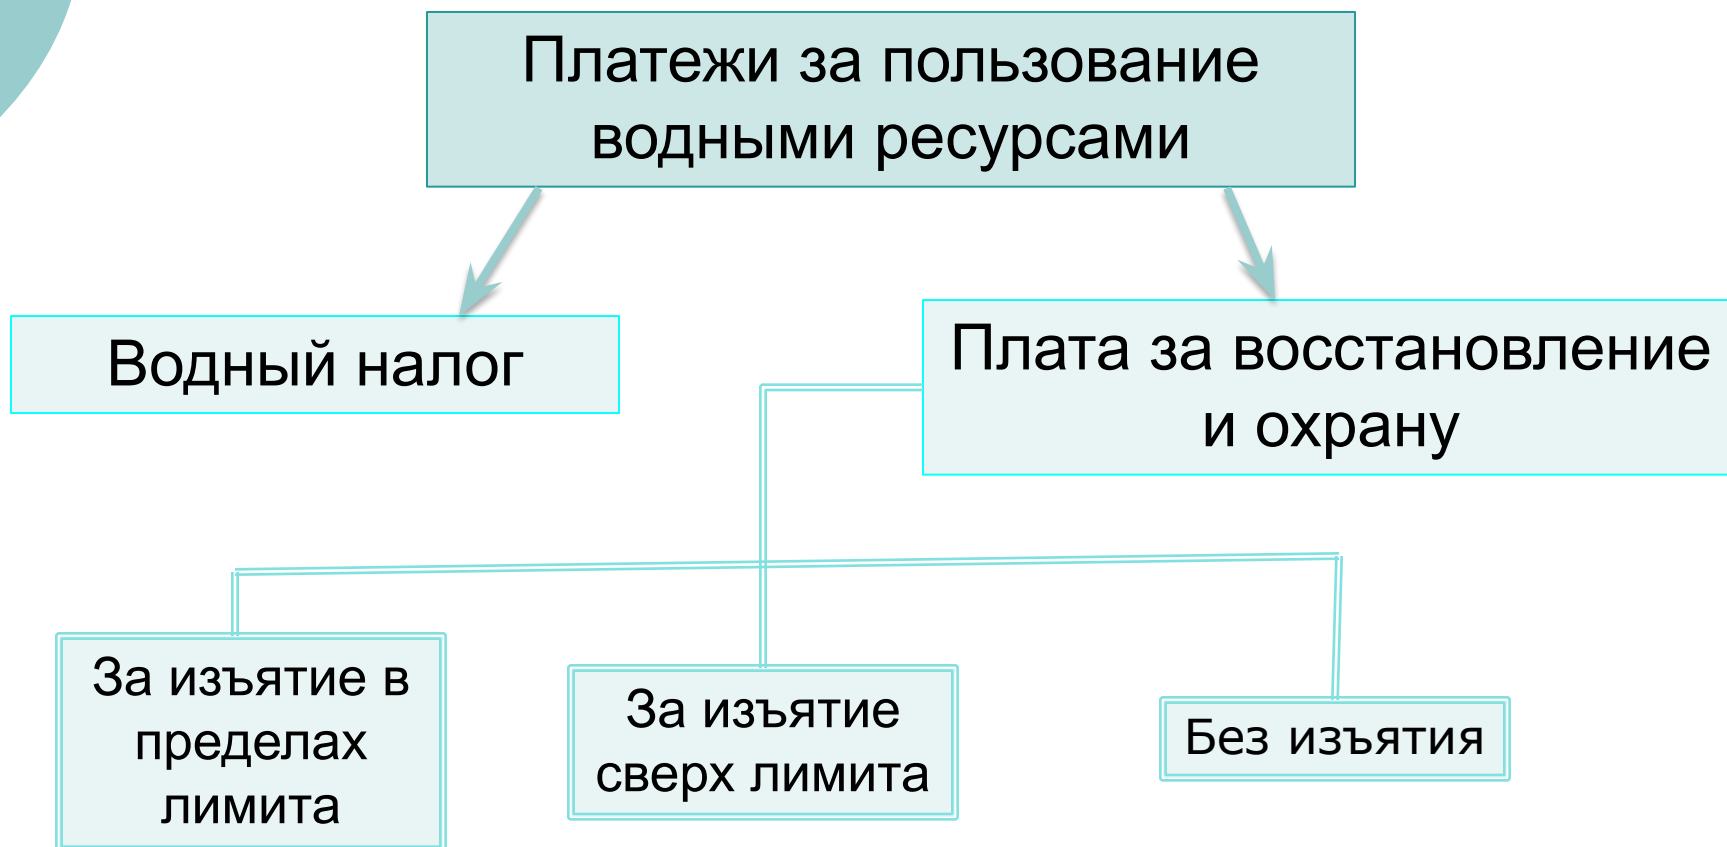 Платежи за пользование
водными ресурсами
Водный налог
Плата за восстановление
и охрану
За изъятие в
пределах
лимита
За изъятие
сверх лимита
Без изъятия